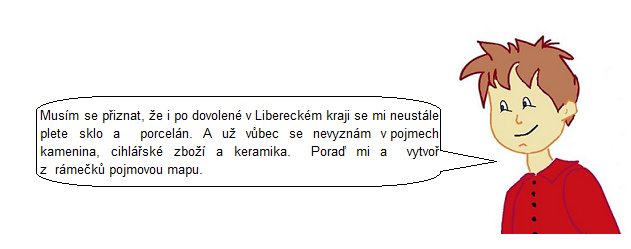 Musím se přiznat, že i po dovolené v Libereckém kraji se mi neustále
plete sklo a porcelán. A už vůbec se nevyznám v pojmech
kamenina, cihlářské zboží a keramika. Poraď mi a vytvoř
z rámečků pojmovou mapu.